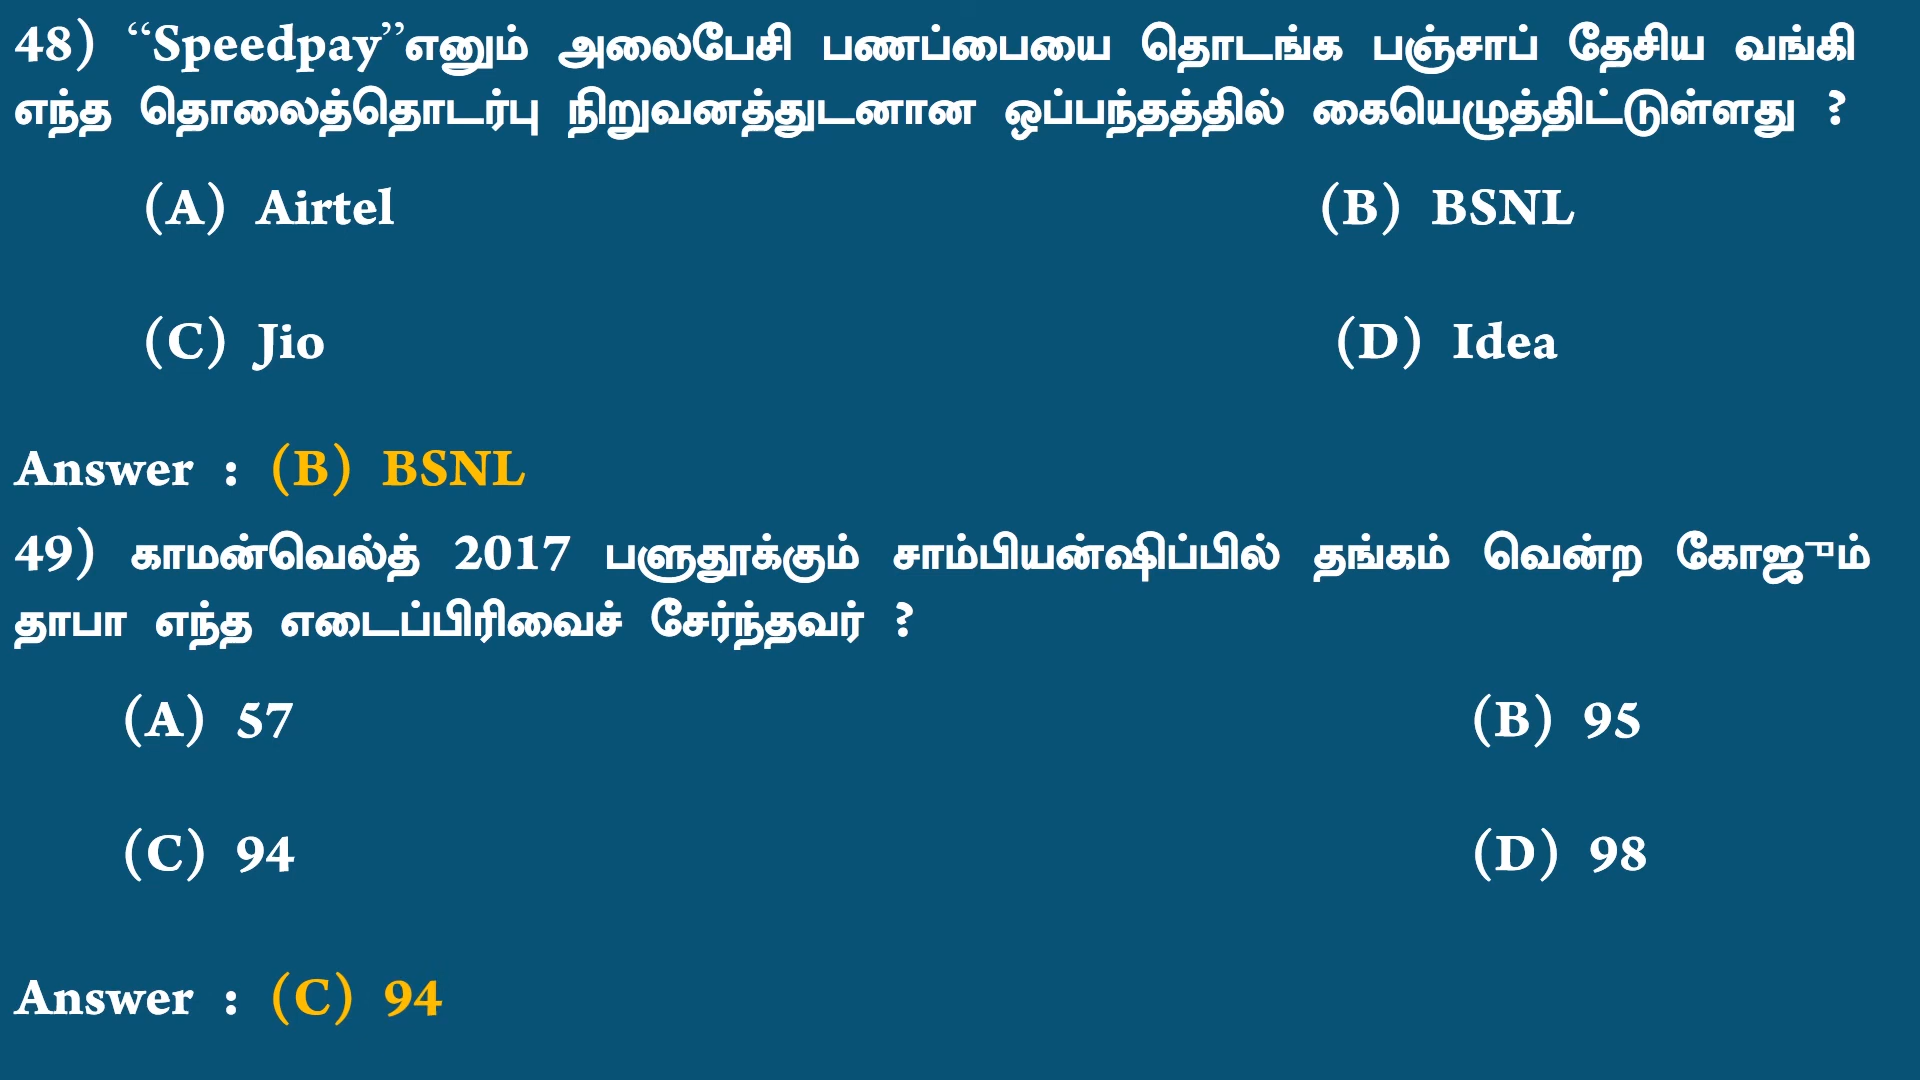 48) “Speedpay”எனும் அலைபேசி பணப்பையை தொடங்க பஞ்சாப் தேசிய வங்கி
எந்த தொலைத்தொடர்பு நிறுவனத்துடனான ஒப்பந்தத்தில் கையெழுத்திட்டுள்ளது ?
(A) Airtel (B) BSNL
(C) Jio (D) Idea
Answer : (B) BSNL
49) காமன்வெல்த் 2017 பளுதூக்கும் சாம்பியன்ஷிப்பில் தங்கம் வென்ற கோஜும்
தாபா எந்த எடைப்பிரிவைச் சேர்ந்தவர் ?
(A) 57 (B) 95
(C) 94 (D) 98
Answer : (C) 94